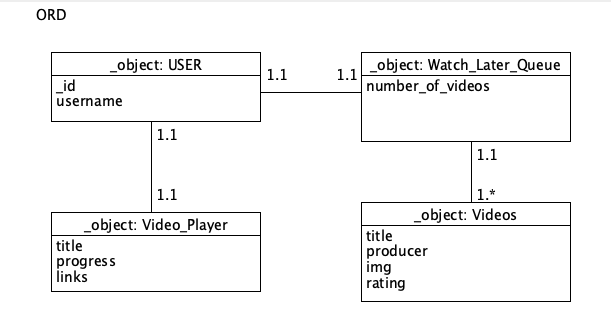 ORD
_object: USER
_id
username
1.1
1.1
_object: Watch_Later_Queue
number_of_videos
1.1
1.1
1.1
1.*
_object: Video_Player
title
progress
links
_object: Videos
title
producer
img
rating